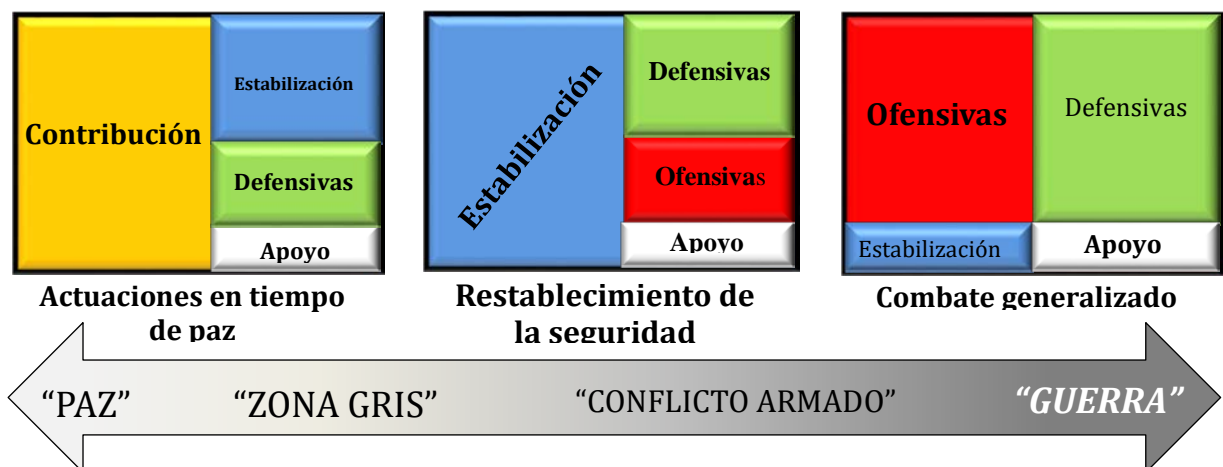 Contribución
Estabilización
Defensivas
Apoyo
Actuaciones en tiempo
de paz
Estabilización
Defensivas
Ofensivas
Apoyo
Restablecimiento de
la seguridad
Ofensivas
Defensivas
Estabilización
Apoyo
Combate generalizado
“PAZ”
“ZONA GRIS”
“CONFLICTO ARMADO”
“GUERRA”